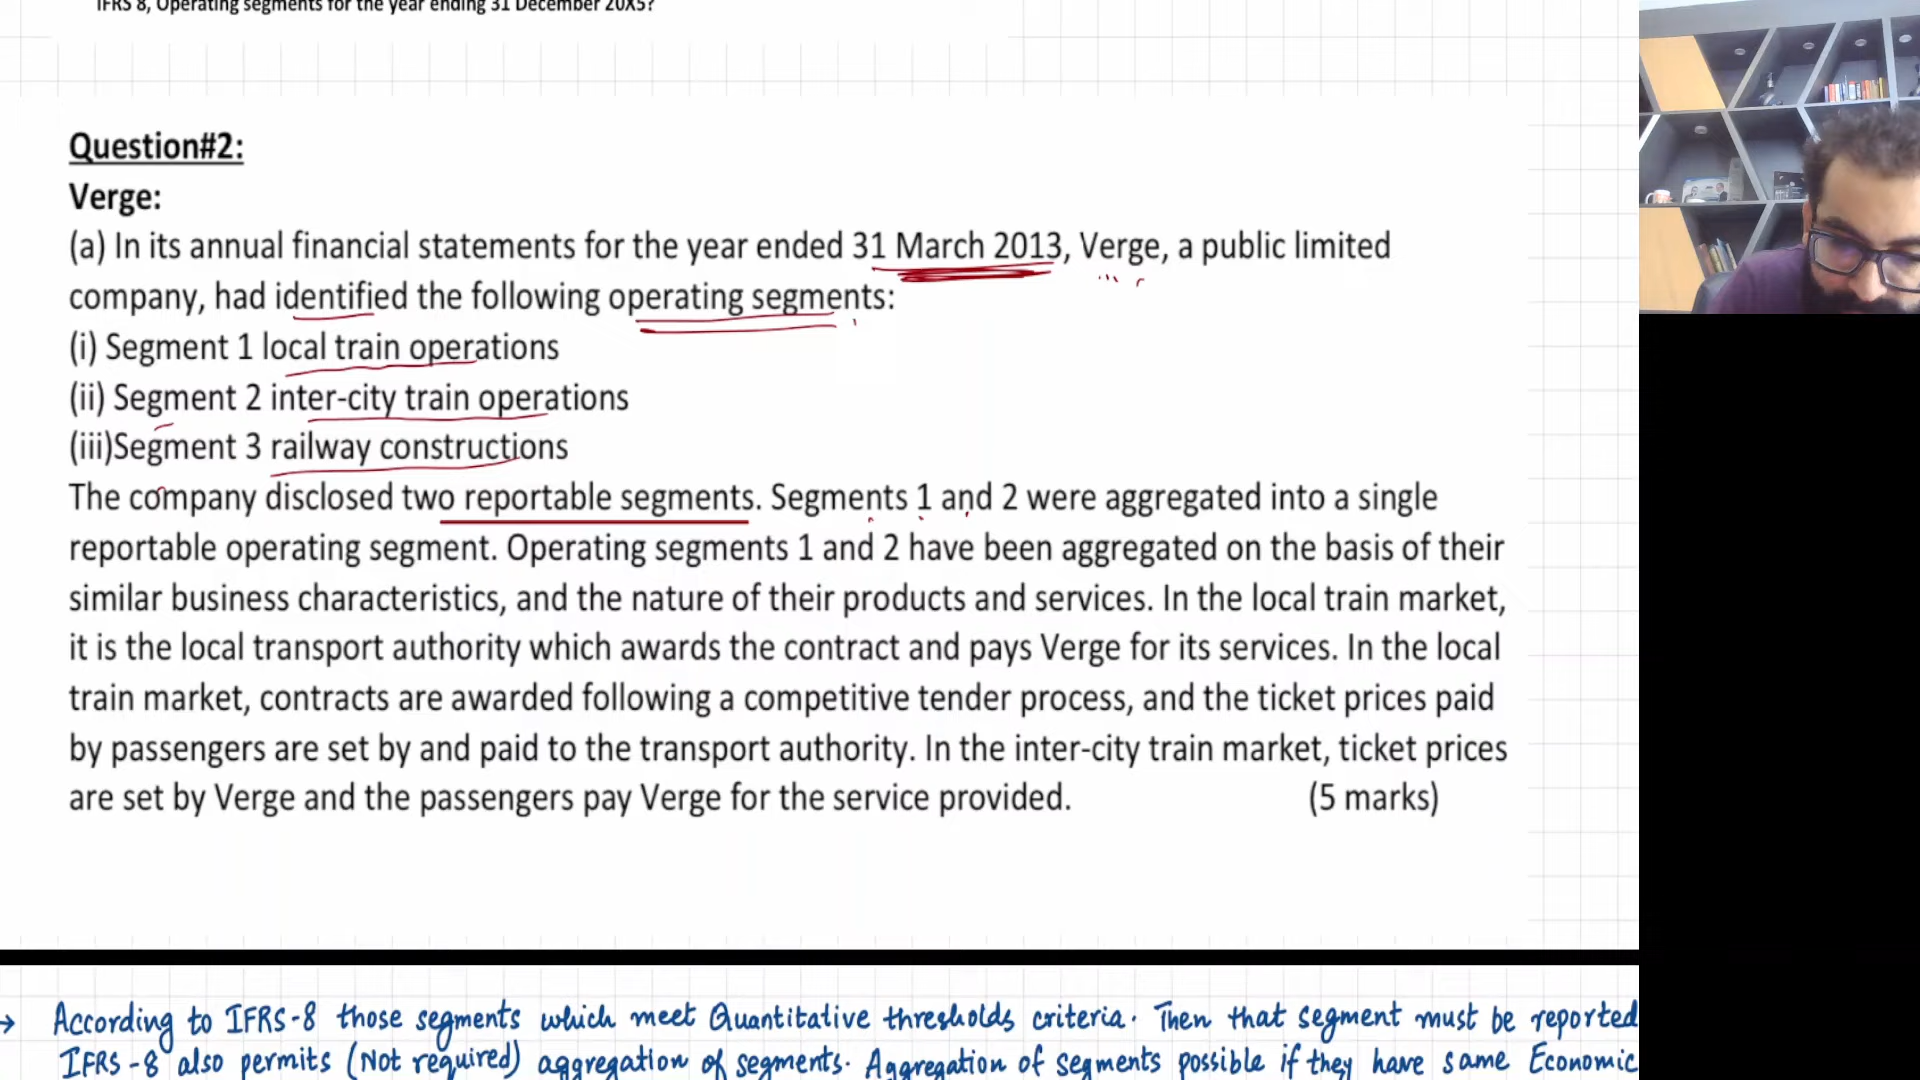 IFRS 8, Operating segments for the year ending 31 December 20X5?
Question#2:
Verge:
(a) In its annual financial statements for the year ended 31 March 2013, Verge, a public limited
company, had identified the following operating segments:
(i) Segment 1 local train operations
(ii) Segment 2 inter-city train operations
(iii)Segment 3 railway constructions
The company disclosed two reportable segments. Segments 1 and 2 were aggregated into a single
reportable operating segment. Operating segments 1 and 2 have been aggregated on the basis of their
similar business characteristics, and the nature of their products and services. In the local train market,
it is the local transport authority which awards the contract and pays Verge for its services. In the local
train market, contracts are awarded following a competitive tender process, and the ticket prices paid
by passengers are set by and paid to the transport authority. In the inter-city train market, ticket prices
are set by Verge and the passengers pay Verge for the service provided. (5 marks)
→ According to IFRS-8 those segments which meet Quantitative thresholds criteria. Then that segment must be reported
IFRS-8 also permits (Not required) aggregation of segments. Aggregation of segments possible if they have same Economic